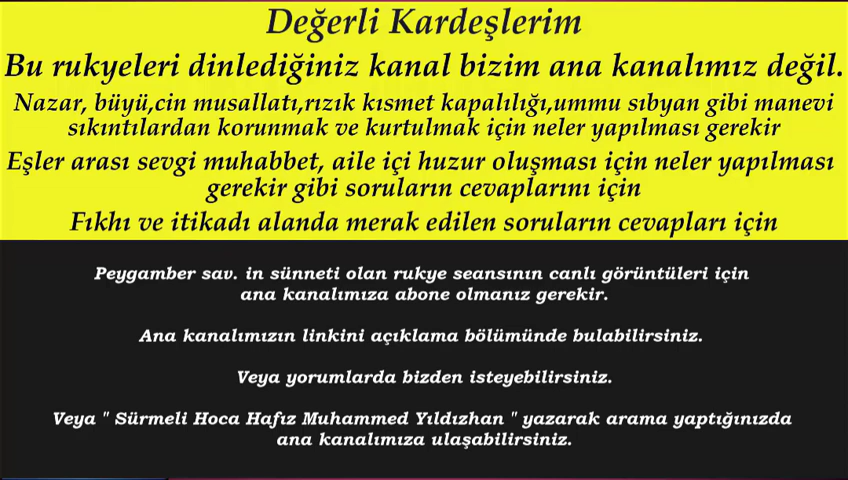 Değerli Kardeşlerim
Bu rukyeleri dinlediğiniz kanal bizim ana kanalımız değil.
Nazar, büyü,cin musallatı,rızık kısmet kapalılığı,ummu sıbyan gibi manevi
sıkıntılardan korunmak ve kurtulmak için neler yapılması gerekir
Eşler arası sevgi muhabbet, aile içi huzur oluşması için neler yapılması
gerekir gibi soruların cevaplarını için
Fıkhı ve itikadı alanda merak edilen soruların cevapları için
Peygamber sav. in sünneti olan rukye seansının canlı görüntüleri için
ana kanalımıza abone olmanız gerekir.
Ana kanalımızın linkini açıklama bölümünde bulabilirsiniz.
Veya yorumlarda bizden isteyebilirsiniz.
Veya " Sürmeli Hoca Hafız Muhammed Yıldızhan " yazarak arama yaptığınızda
ana kanalımıza ulaşabilirsiniz.